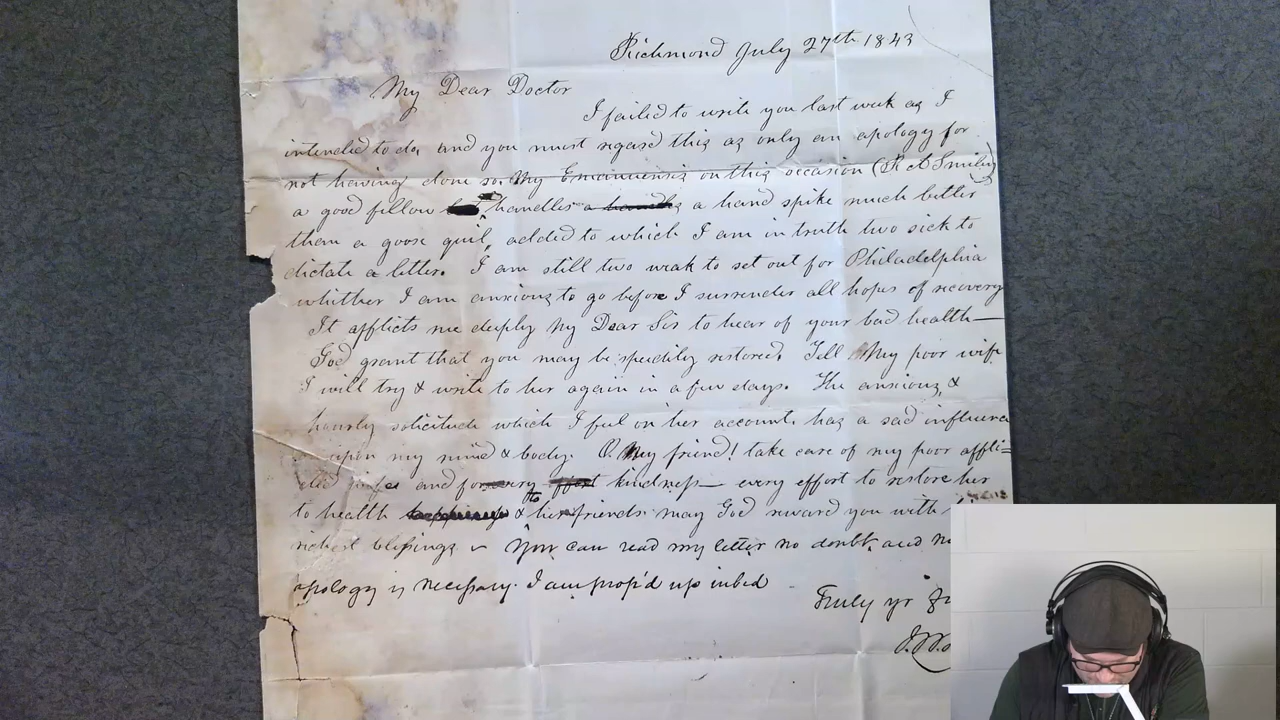 Richmond July 27th 1843
My Dear Doctor
I failed to write you last week as I
intended to do, and you must regard this as only an apology for
not having done so. My Emanuensis on this occasion (R A Smiley)
a good fellow handles a hand spike much better
than a goose quil, added to which I am in truth two sick to
dictate a letter. I am still two weak to set out for Philadelphia
whither I am anxious to go before I surrender all hopes of recovery
It afflicts me deeply My Dear Sir to hear of your bad health—
God grant that you may be speedily restored. Tell My poor wife
I will try & write to her again in a few days. The anxious, &
hourly solicitude which I feel on her account, has a sad influence
upon my mind & body. O My friend! take care of my poor afflic=
ted wife and for kindness— every effort to restore her
to health & to her friends may God reward you with
richest blessings — You can read my letter no doubt, and no
apology is necessary. I am prop'd up in bed
Truly yr